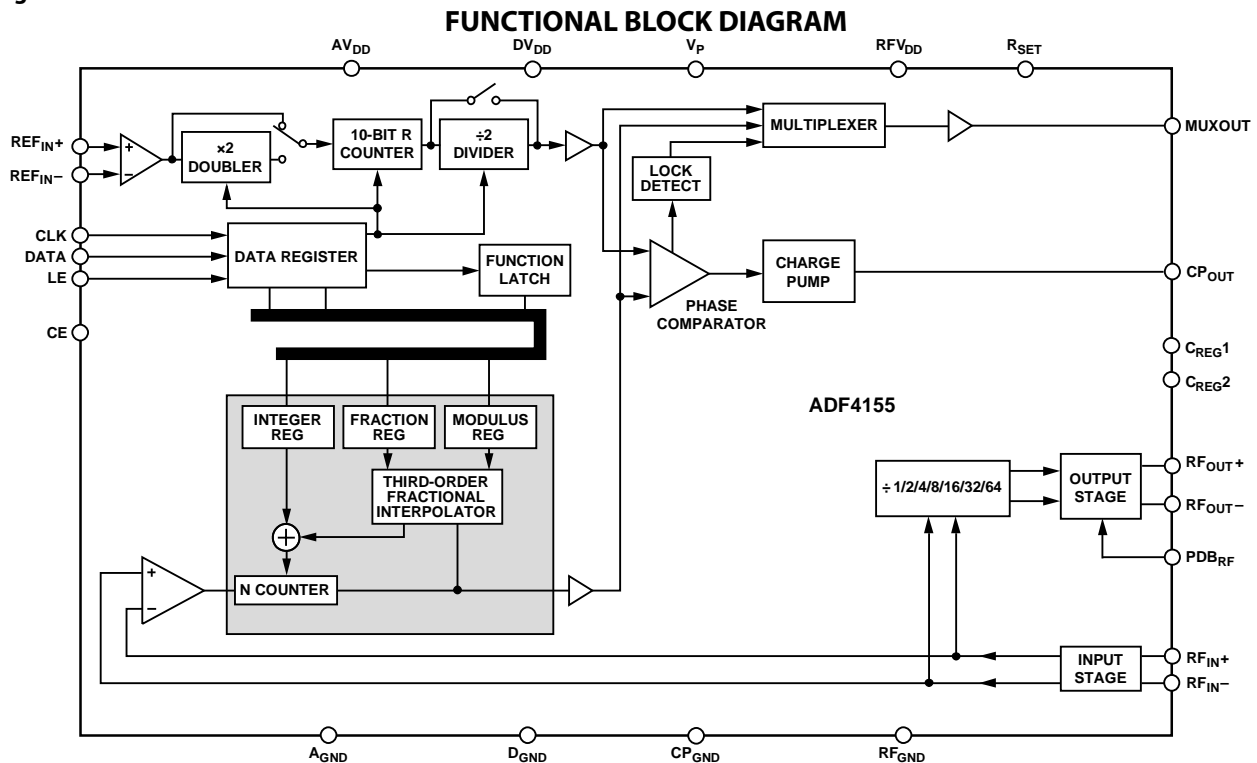 FUNCTIONAL BLOCK DIAGRAM
AVDD
DVDD
VP
RFVDD
RSET
REFIN+
REFIN−
+
−
×2
DOUBLER
10-BIT R
COUNTER
÷2
DIVIDER
MULTIPLEXER
MUXOUT
LOCK
DETECT
CLK
DATA
LE
DATA REGISTER
FUNCTION
LATCH
CHARGE
PUMP
PHASE
COMPARATOR
CPOUT
CE
CREG1
CREG2
ADF4155
INTEGER
REG
FRACTION
REG
MODULUS
REG
THIRD-ORDER
FRACTIONAL
INTERPOLATOR
+
N COUNTER
+
−
÷ 1/2/4/8/16/32/64
OUTPUT
STAGE
RFOUT+
RFOUT−
PDBRF
INPUT
STAGE
RFIN+
RFIN−
AGND
DGND
CPGND
RFGND